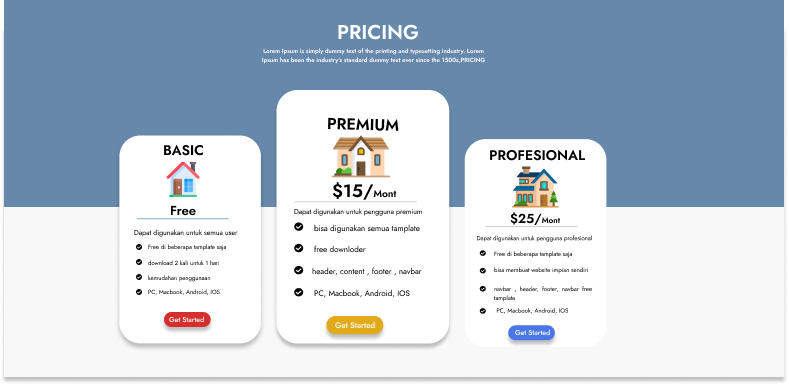 PRICING
Lorem Ipsum is simply dummy text of the printing and typesetting industry. Lorem
Ipsum has been the industry's standard dummy text ever since the 1500s,PRICING
BASIC
Free
Dapat digunakan untuk semua user
Free di beberapa template saja
download 2 kali untuk 1 hari
kemudahan penggunaan
PC, Macbook, Android, IOS
Get Started
PREMIUM
$15/Mont
Dapat digunakan untuk pengguna premium
bisa digunakan semua tamplate
free downloder
header, content , footer , navbar
PC, Macbook, Android, IOS
Get Started
PROFESIONAL
$25/Mont
Dapat digunakan untuk pengguna profesional
Free di beberapa template saja
bisa membuat website impian sendiri
navbar , header, footer, navbar free
tamplate
PC, Macbook, Android, IOS
Get Started